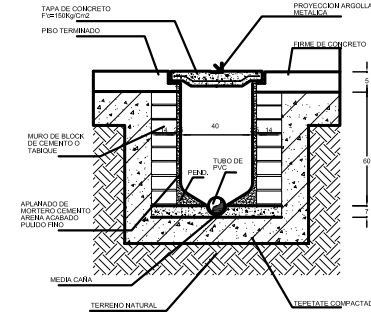 TAPA DE CONCRETO
F'c=150Kg/Cm2
PROYECCION ARGOLLA
METALICA
PISO TERMINADO
FIRME DE CONCRETO
5
14
40
14
MURO DE BLOCK
DE CEMENTO O
TABIQUE
TUBO DE
PVC
PEND.
60
APLANADO DE
MORTERO CEMENTO
ARENA ACABADO
PULIDO FINO
7
MEDIA CAÑA
TERRENO NATURAL
TEPETATE COMPACTAD